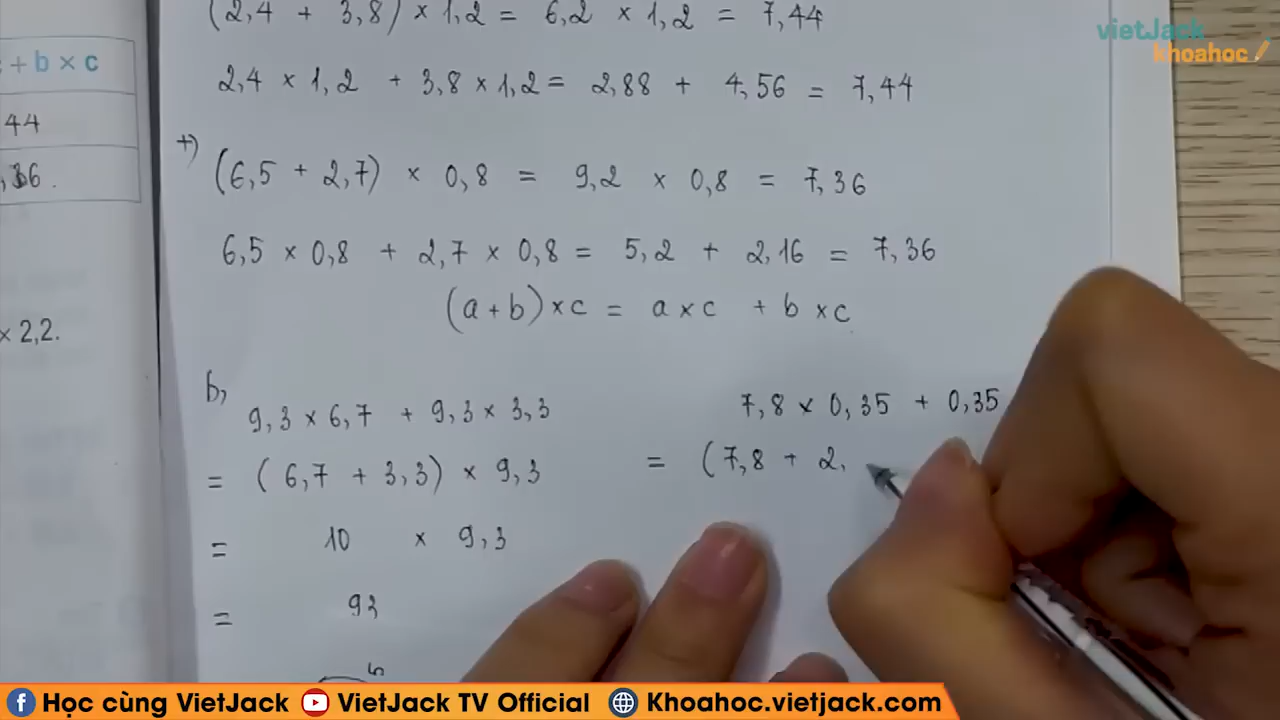 (2,4 + 3,8) × 1,2 = 6,2 × 1,2 = 7,44
vietJack
khoahoc
+ b × c
2,4 × 1,2 + 3,8 × 1,2 = 2,88 + 4,56 = 7,44
44
+) (6,5 + 2,7) × 0,8 = 9,2 × 0,8 = 7,36
,36.
6,5 × 0,8 + 2,7 × 0,8 = 5,2 + 2,16 = 7,36
(a + b) × c = a × c + b × c
× 2,2.
b,
9,3 × 6,7 + 9,3 × 3,3
= (6,7 + 3,3) × 9,3
= 10 × 9,3
= 93
7,8 × 0,35 + 0,35
= (7,8 + 2,
Học cùng VietJack VietJack TV Official Khoahoc.vietjack.com